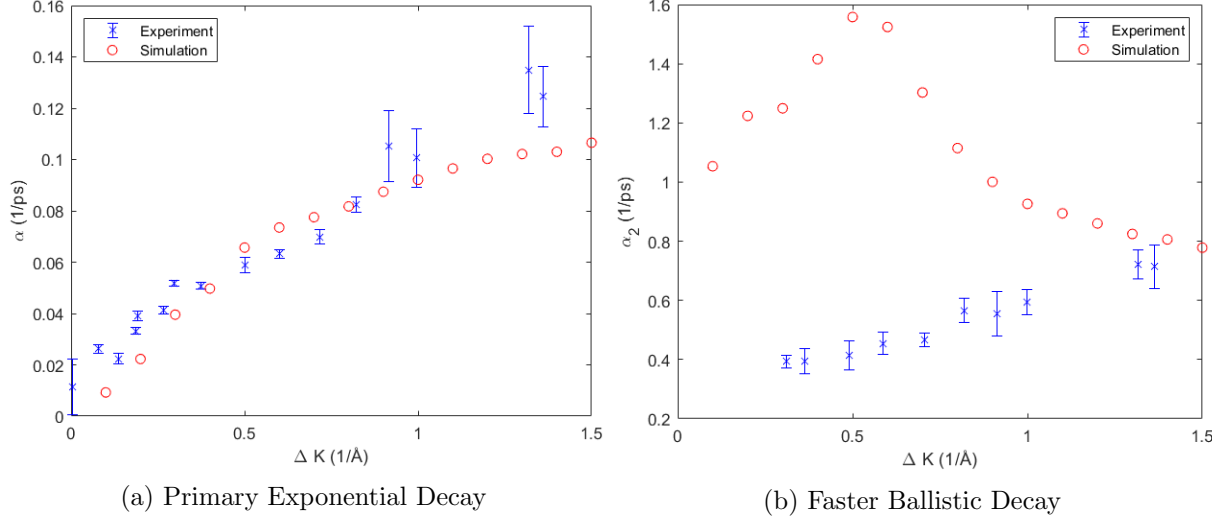 0.16
0.14
0.12
0.1
0.08
0.06
0.04
0.02
0
α (1/ps)
Experiment
Simulation
0
0.5
1
1.5
Δ K (1/Å)
(a) Primary Exponential Decay
1.6
1.4
1.2
1
0.8
0.6
0.4
0.2
α₂ (1/ps)
Experiment
Simulation
0
0.5
1
1.5
Δ K (1/Å)
(b) Faster Ballistic Decay